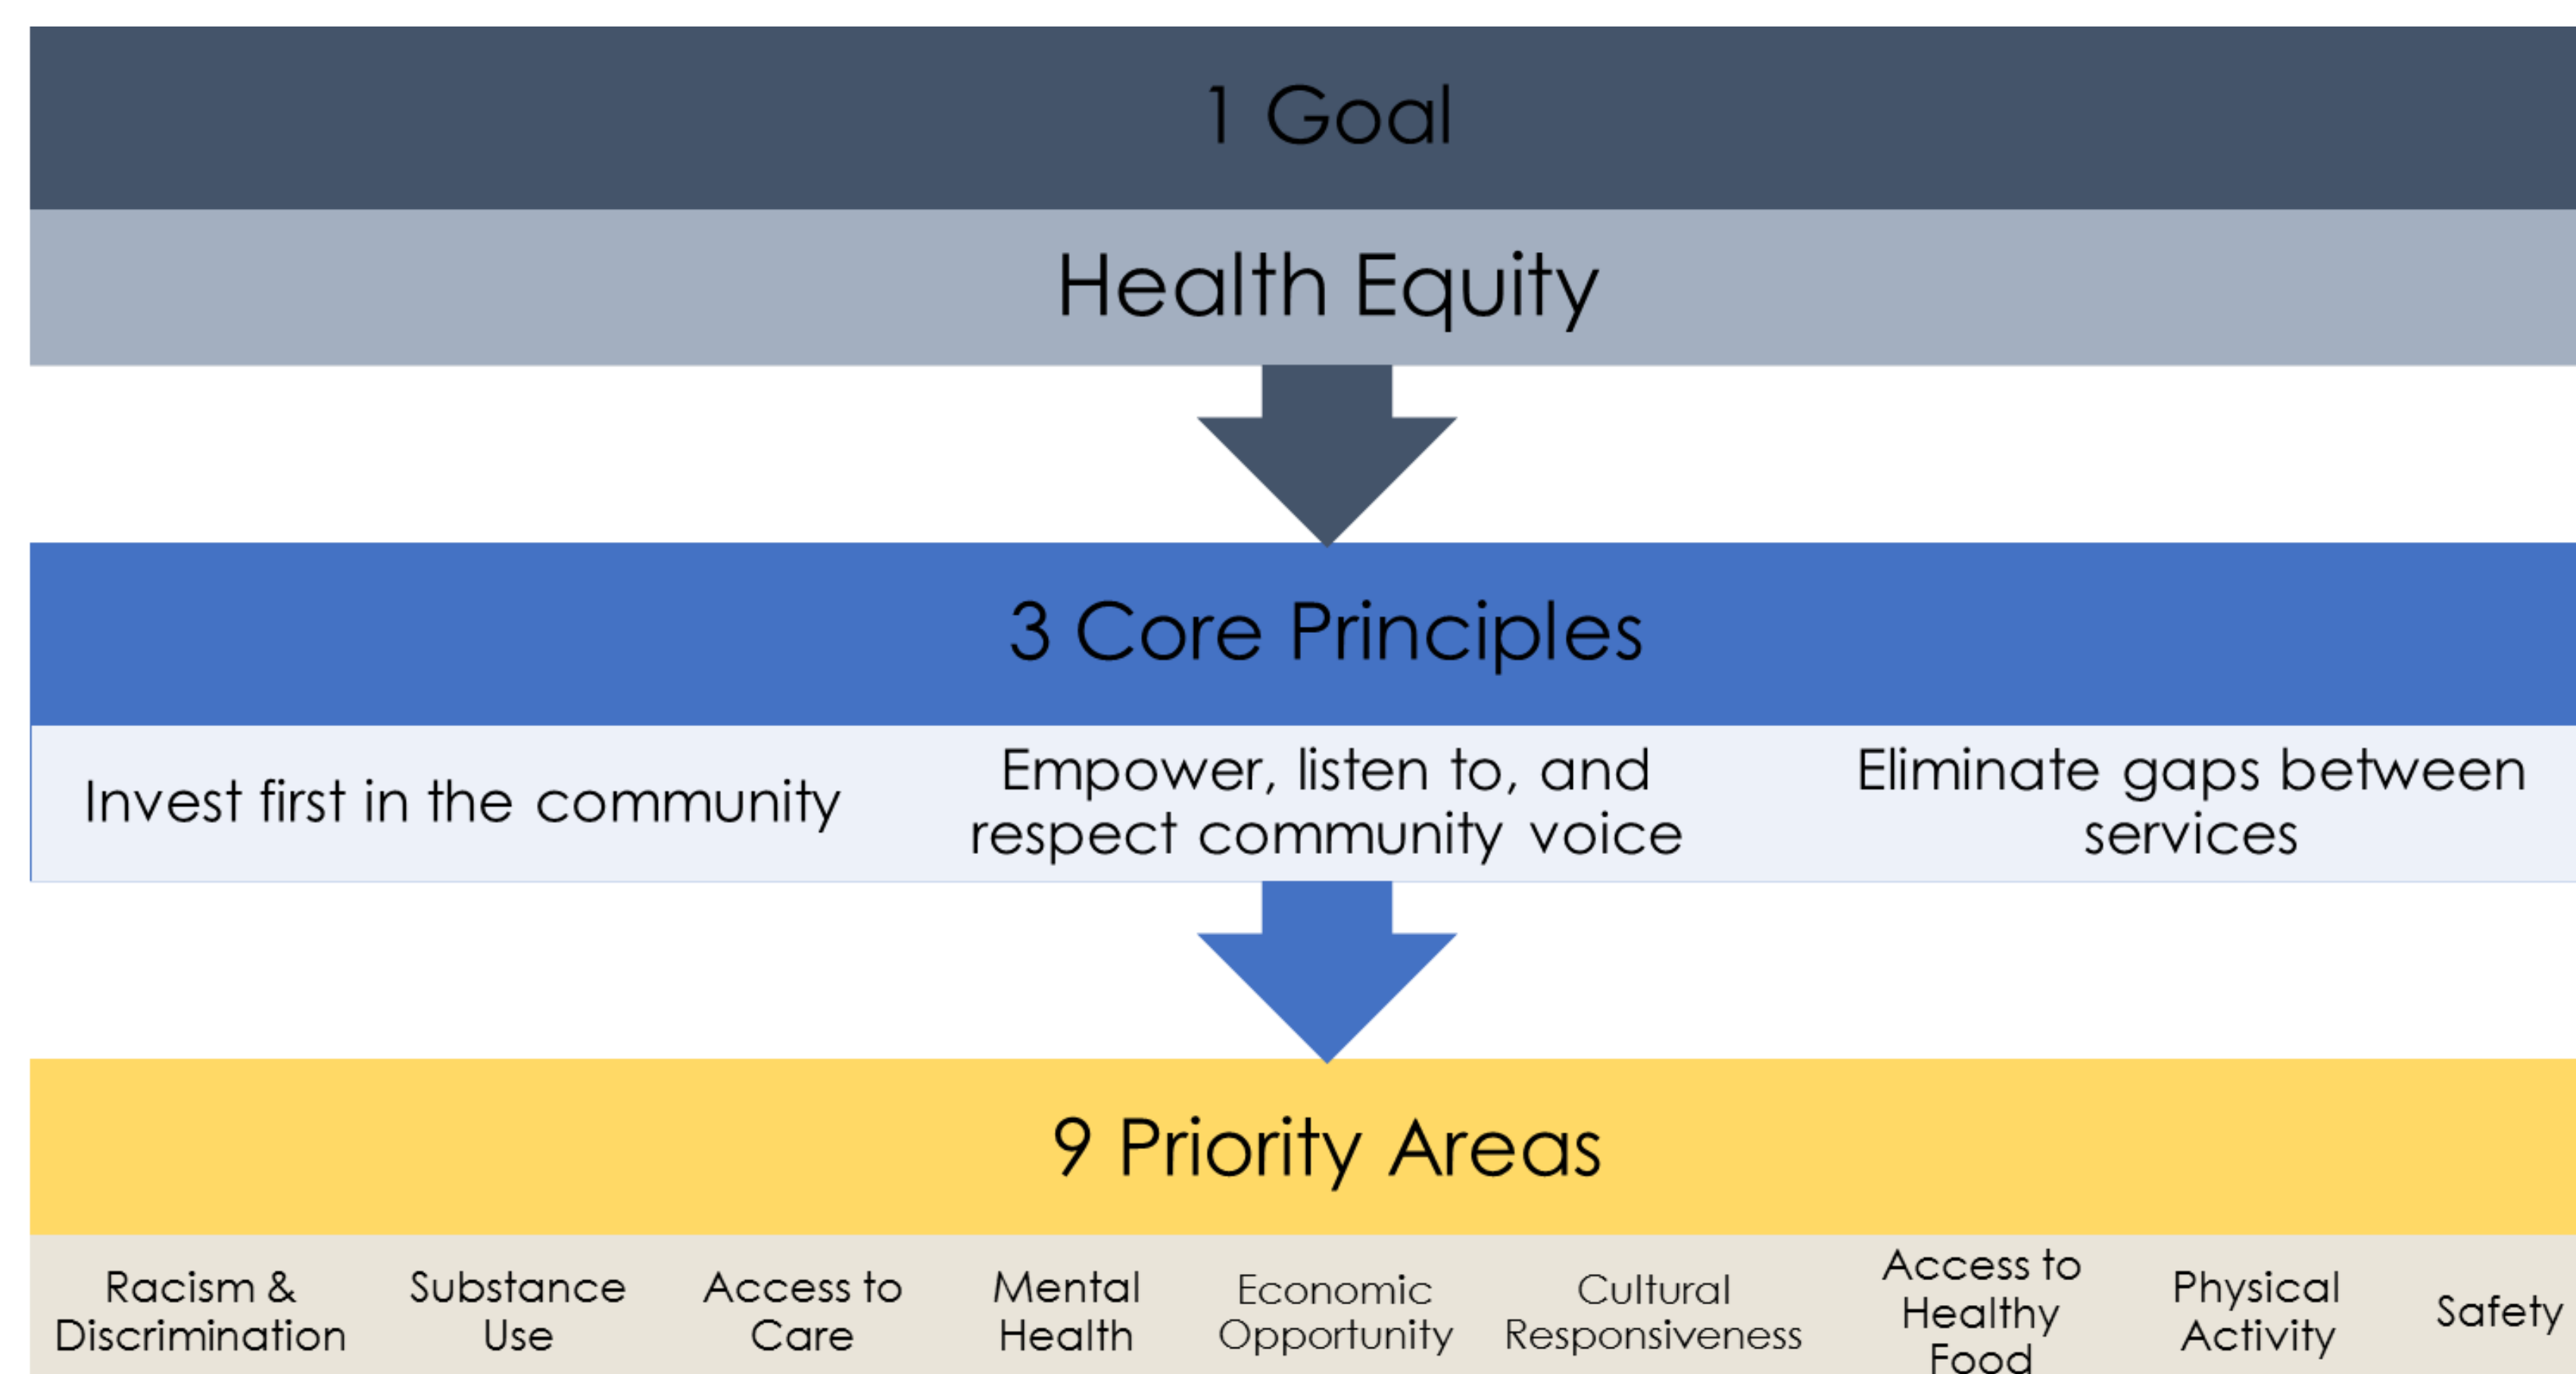 1 Goal
Health Equity
3 Core Principles
Invest first in the community
Empower, listen to, and
respect community voice
Eliminate gaps between
services
9 Priority Areas
Racism &
Discrimination
Substance
Use
Access to
Care
Mental
Health
Economic
Opportunity
Cultural
Responsiveness
Access to
Healthy
Food
Physical
Activity
Safety